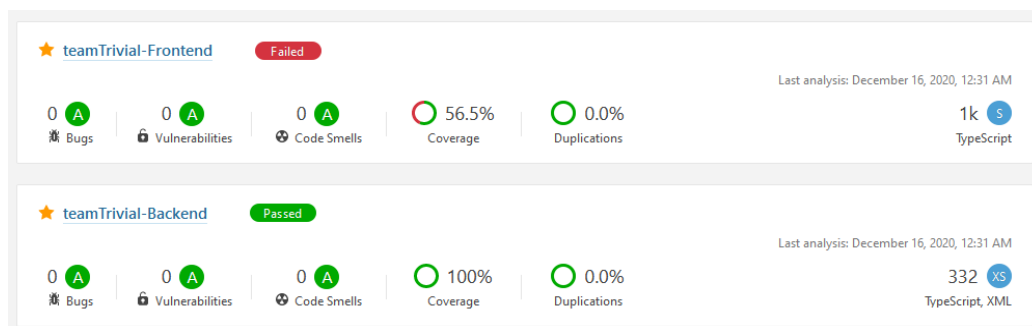 teamTrivial-Frontend Failed
Last analysis: December 16, 2020, 12:31 AM
0 A 0 A 0 A 56.5% 0.0% 1k S
Bugs Vulnerabilities Code Smells Coverage Duplications TypeScript
teamTrivial-Backend Passed
Last analysis: December 16, 2020, 12:31 AM
0 A 0 A 0 A 100% 0.0% 332 XS
Bugs Vulnerabilities Code Smells Coverage Duplications TypeScript, XML